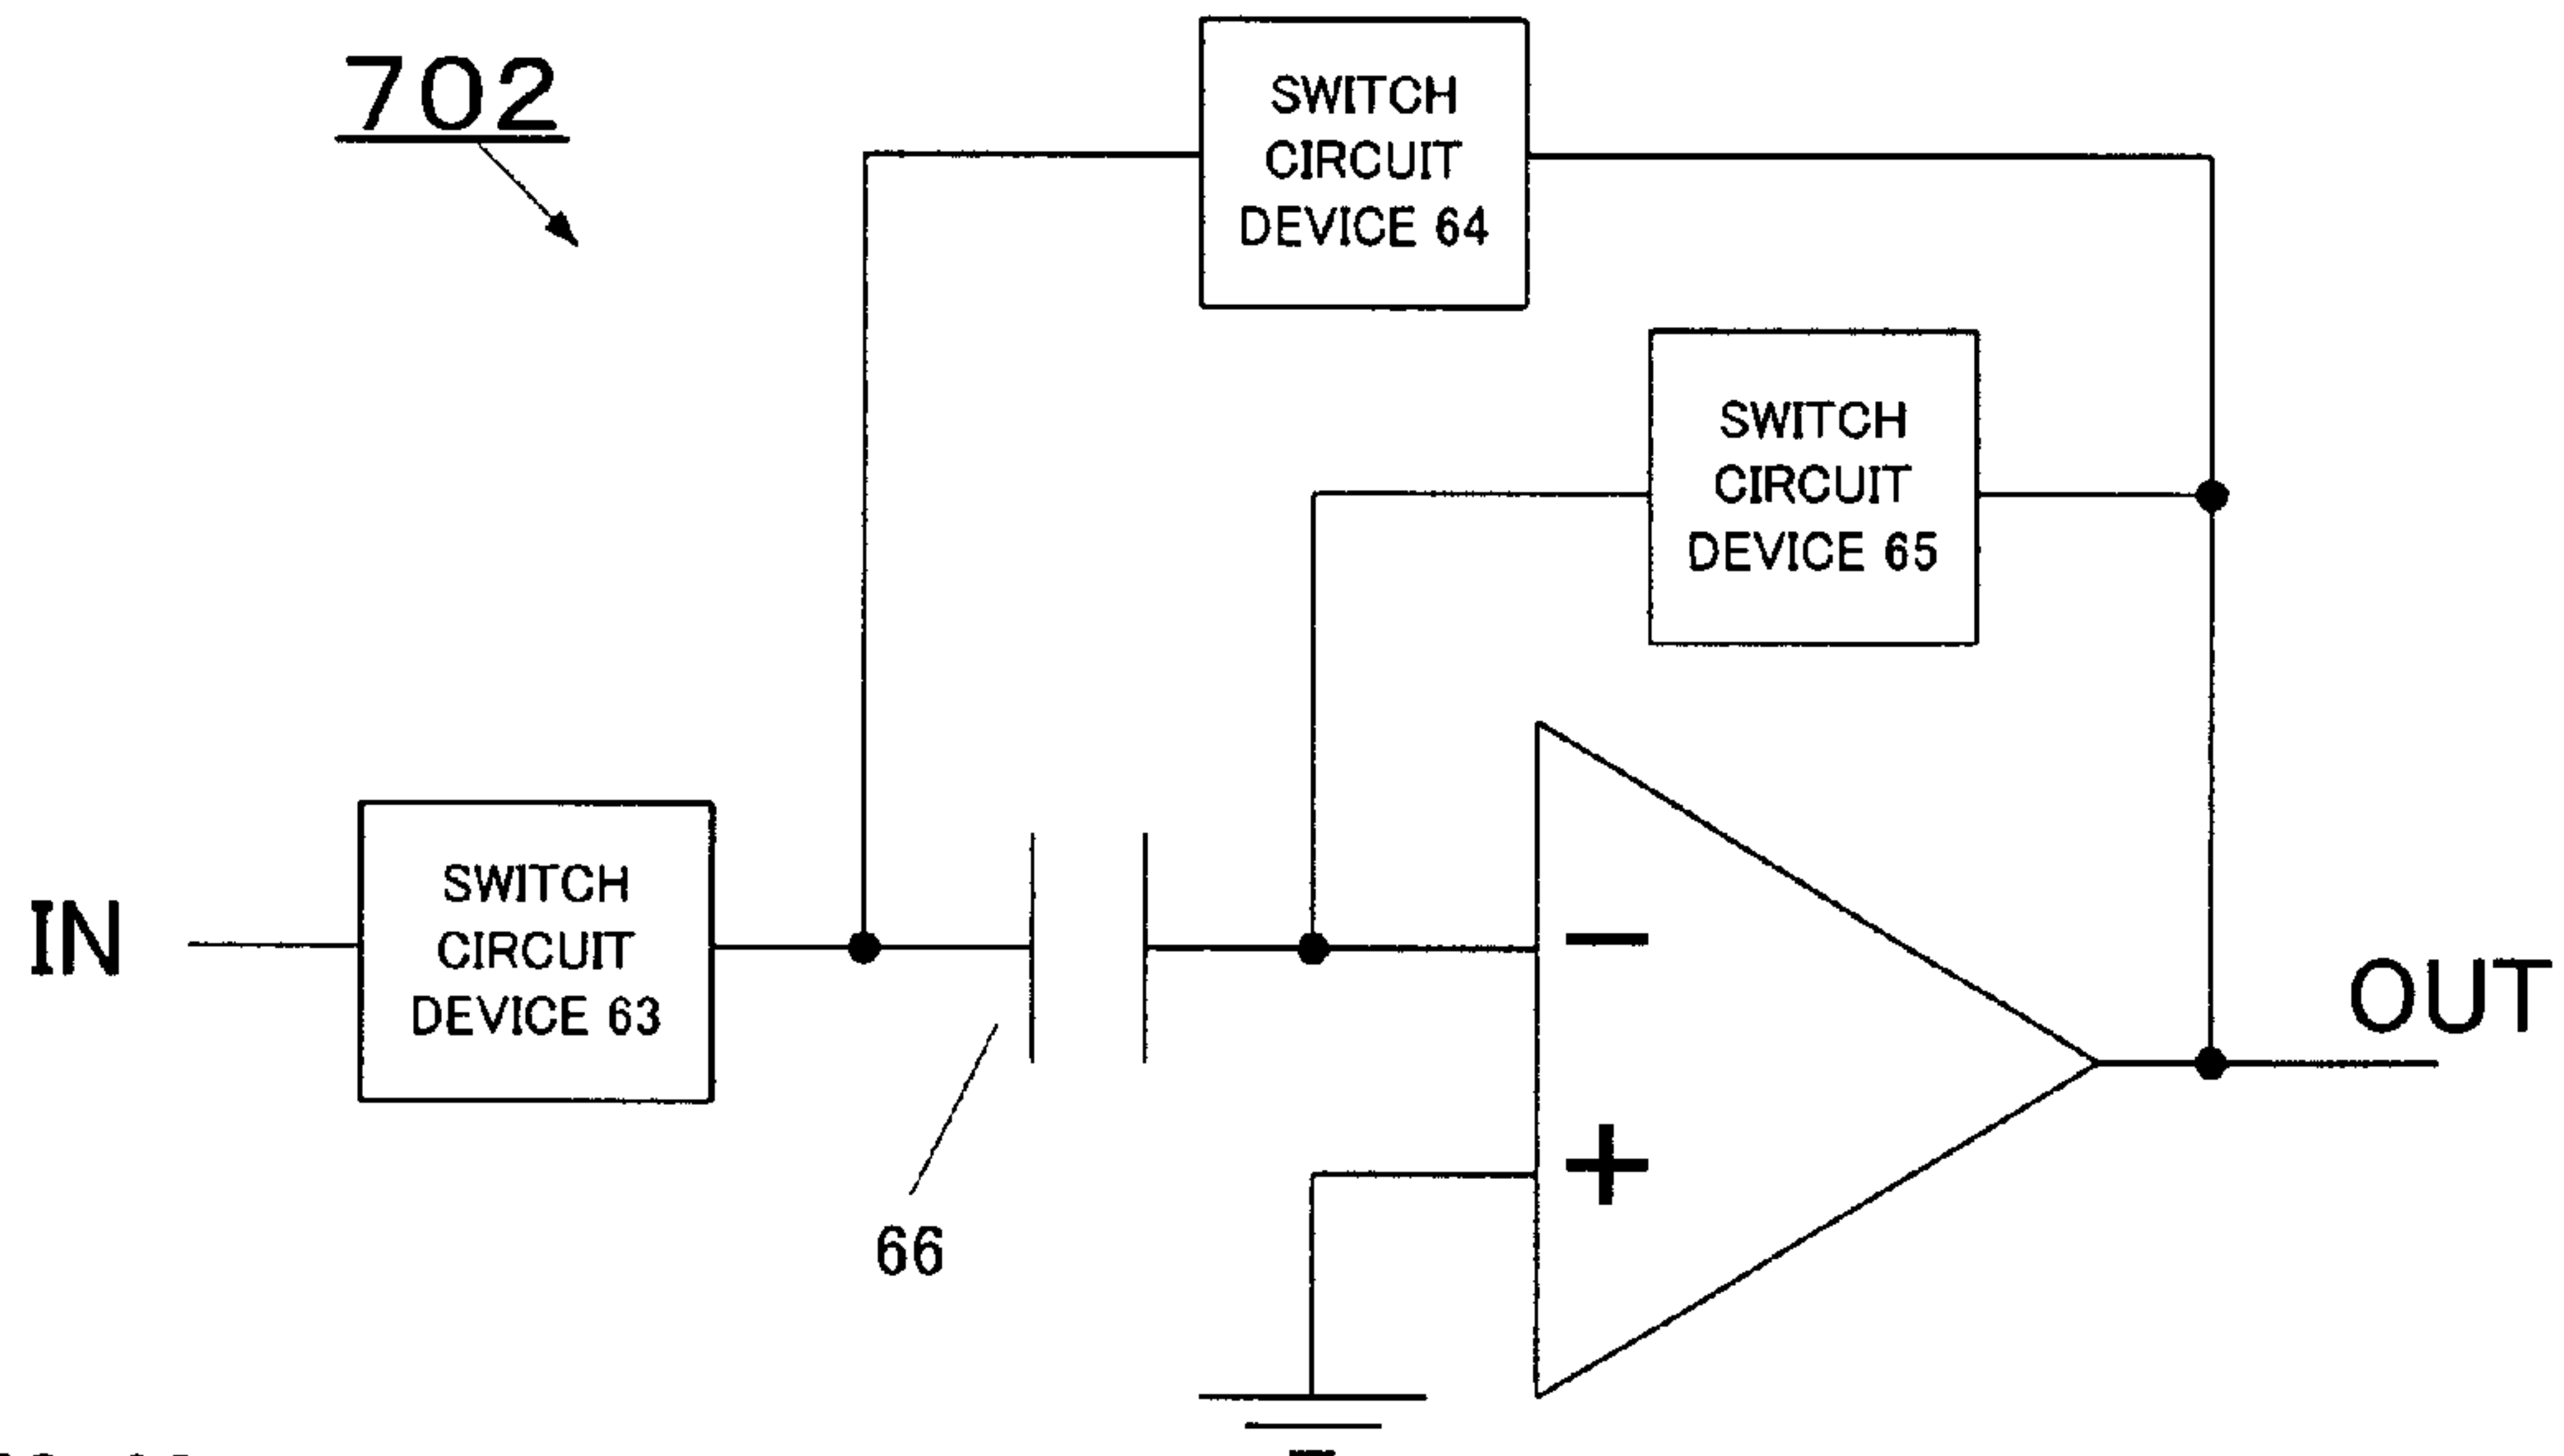 702
SWITCH
CIRCUIT
DEVICE 64
SWITCH
CIRCUIT
DEVICE 65
SWITCH
CIRCUIT
DEVICE 63
IN
OUT
66
−
+